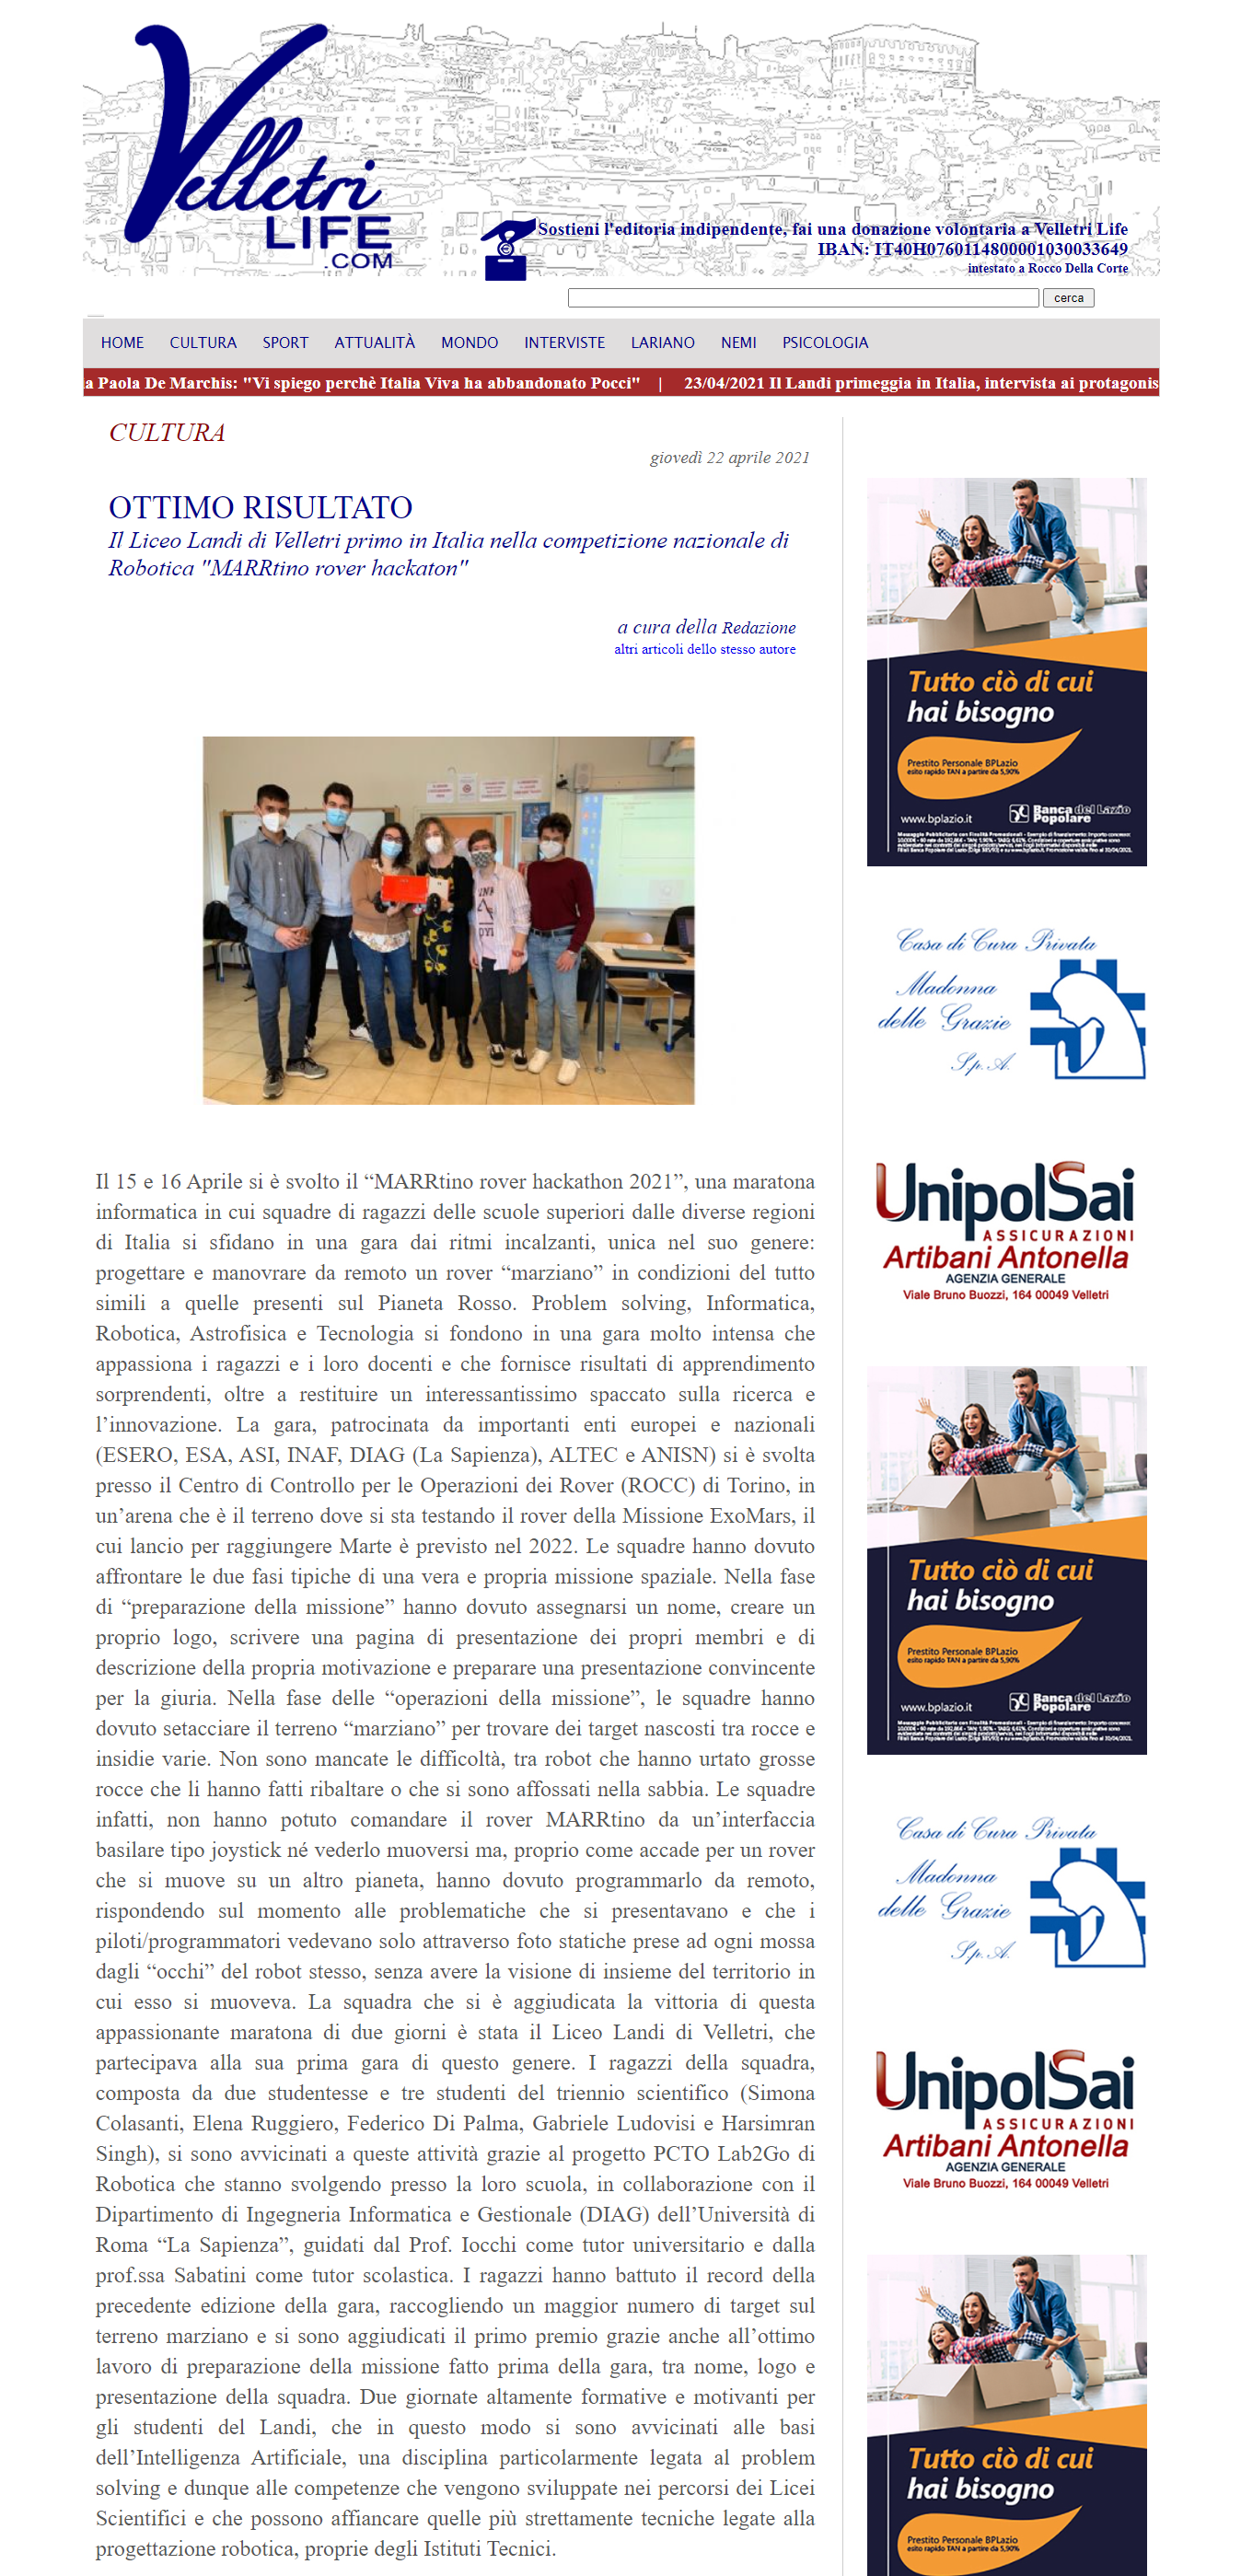 Velletri
LIFE
.COM
Sostieni l'editoria indipendente, fai una donazione volontaria a Velletri Life
IBAN: IT40H0760114800001030033649
intestato a Rocco Della Corte
cerca
HOME CULTURA SPORT ATTUALITÀ MONDO INTERVISTE LARIANO NEMI PSICOLOGIA
a Paola De Marchis: "Vi spiego perchè Italia Viva ha abbandonato Pocci" | 23/04/2021 Il Landi primeggia in Italia, intervista ai protagonis
CULTURA
giovedì 22 aprile 2021
OTTIMO RISULTATO
Il Liceo Landi di Velletri primo in Italia nella competizione nazionale di
Robotica "MARRtino rover hackaton"
a cura della Redazione
altri articoli dello stesso autore
Il 15 e 16 Aprile si è svolto il “MARRtino rover hackathon 2021”, una maratona
informatica in cui squadre di ragazzi delle scuole superiori dalle diverse regioni
di Italia si sfidano in una gara dai ritmi incalzanti, unica nel suo genere:
progettare e manovrare da remoto un rover “marziano” in condizioni del tutto
simili a quelle presenti sul Pianeta Rosso. Problem solving, Informatica,
Robotica, Astrofisica e Tecnologia si fondono in una gara molto intensa che
appassiona i ragazzi e i loro docenti e che fornisce risultati di apprendimento
sorprendenti, oltre a restituire un interessantissimo spaccato sulla ricerca e
l’innovazione. La gara, patrocinata da importanti enti europei e nazionali
(ESERO, ESA, ASI, INAF, DIAG (La Sapienza), ALTEC e ANISN) si è svolta
presso il Centro di Controllo per le Operazioni dei Rover (ROCC) di Torino, in
un’arena che è il terreno dove si sta testando il rover della Missione ExoMars, il
cui lancio per raggiungere Marte è previsto nel 2022. Le squadre hanno dovuto
affrontare le due fasi tipiche di una vera e propria missione spaziale. Nella fase
di “preparazione della missione” hanno dovuto assegnarsi un nome, creare un
proprio logo, scrivere una pagina di presentazione dei propri membri e di
descrizione della propria motivazione e preparare una presentazione convincente
per la giuria. Nella fase delle “operazioni della missione”, le squadre hanno
dovuto setacciare il terreno “marziano” per trovare dei target nascosti tra rocce e
insidie varie. Non sono mancate le difficoltà, tra robot che hanno urtato grosse
rocce che li hanno fatti ribaltare o che si sono affossati nella sabbia. Le squadre
infatti, non hanno potuto comandare il rover MARRtino da un’interfaccia
basilare tipo joystick né vederlo muoversi ma, proprio come accade per un rover
che si muove su un altro pianeta, hanno dovuto programmarlo da remoto,
rispondendo sul momento alle problematiche che si presentavano e che i
piloti/programmatori vedevano solo attraverso foto statiche prese ad ogni mossa
dagli “occhi” del robot stesso, senza avere la visione di insieme del territorio in
cui esso si muoveva. La squadra che si è aggiudicata la vittoria di questa
appassionante maratona di due giorni è stata il Liceo Landi di Velletri, che
partecipava alla sua prima gara di questo genere. I ragazzi della squadra,
composta da due studentesse e tre studenti del triennio scientifico (Simona
Colasanti, Elena Ruggiero, Federico Di Palma, Gabriele Ludovisi e Harsimran
Singh), si sono avvicinati a queste attività grazie al progetto PCTO Lab2Go di
Robotica che stanno svolgendo presso la loro scuola, in collaborazione con il
Dipartimento di Ingegneria Informatica e Gestionale (DIAG) dell’Università di
Roma “La Sapienza”, guidati dal Prof. Iocchi come tutor universitario e dalla
prof.ssa Sabatini come tutor scolastica. I ragazzi hanno battuto il record della
precedente edizione della gara, raccogliendo un maggior numero di target sul
terreno marziano e si sono aggiudicati il primo premio grazie anche all’ottimo
lavoro di preparazione della missione fatto prima della gara, tra nome, logo e
presentazione della squadra. Due giornate altamente formative e motivanti per
gli studenti del Landi, che in questo modo si sono avvicinati alle basi
dell’Intelligenza Artificiale, una disciplina particolarmente legata al problem
solving e dunque alle competenze che vengono sviluppate nei percorsi dei Licei
Scientifici e che possono affiancare quelle più strettamente tecniche legate alla
progettazione robotica, proprie degli Istituti Tecnici.
Tutto ciò di cui
hai bisogno
Prestito Personale BPLazio
esito rapido TAN a partire da 5,90%
www.bplazio.it
Banca del Lazio
Popolare
Casa di Cura Privata
Madonna
delle Grazie
S.p.A.
UnipolSai
ASSICURAZIONI
Artibani Antonella
AGENZIA GENERALE
Viale Bruno Buozzi, 164 00049 Velletri
Tutto ciò di cui
hai bisogno
Prestito Personale BPLazio
esito rapido TAN a partire da 5,90%
www.bplazio.it
Banca del Lazio
Popolare
Casa di Cura Privata
Madonna
delle Grazie
S.p.A.
UnipolSai
ASSICURAZIONI
Artibani Antonella
AGENZIA GENERALE
Viale Bruno Buozzi, 164 00049 Velletri
Tutto ciò di cui
hai bisogno
Prestito Personale BPLazio
esito rapido TAN a partire da 5,90%